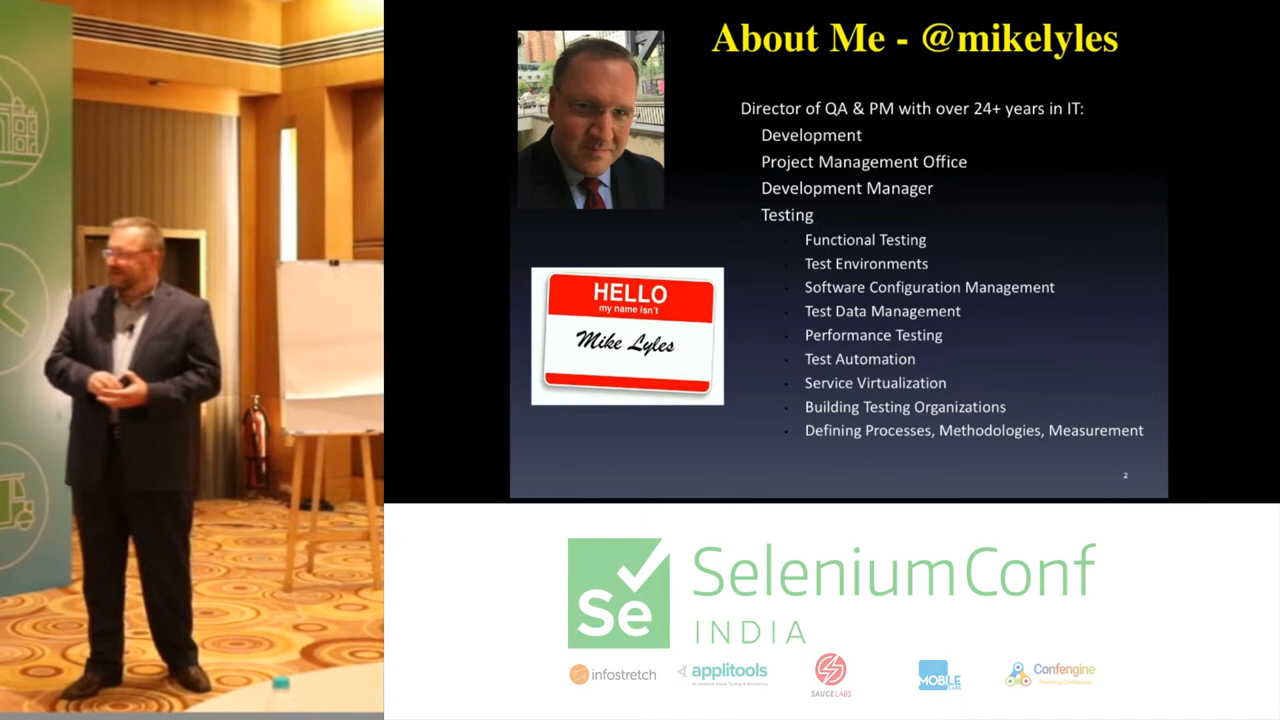 About Me - @mikelyles
Director of QA & PM with over 24+ years in IT:
Development
Project Management Office
Development Manager
Testing
Functional Testing
Test Environments
Software Configuration Management
Test Data Management
Performance Testing
Test Automation
Service Virtualization
Building Testing Organizations
Defining Processes, Methodologies, Measurement
HELLO
my name isn't
Mike Lyles
2
Se
SeleniumConf
INDIA
infostretch
applitools
SAUCELABS
MOBILE
LABS
Confengine